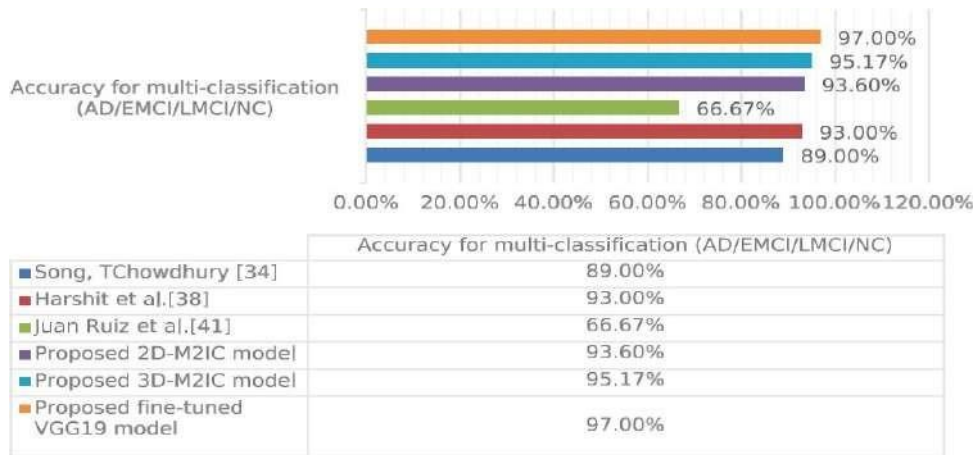 97.00%
95.17%
Accuracy for multi-classification
93.60%
(AD/EMCI/LMCI/NC)
66.67%
93.00%
89.00%
0.00% 20.00% 40.00% 60.00% 80.00% 100.00% 120.00%
Accuracy for multi-classification (AD/EMCI/LMCI/NC)
Song, TChowdhury [34] 89.00%
Harshit et al.[38] 93.00%
Juan Ruiz et al.[41] 66.67%
Proposed 2D-M2IC model 93.60%
Proposed 3D-M2IC model 95.17%
Proposed fine-tuned
VGG19 model 97.00%